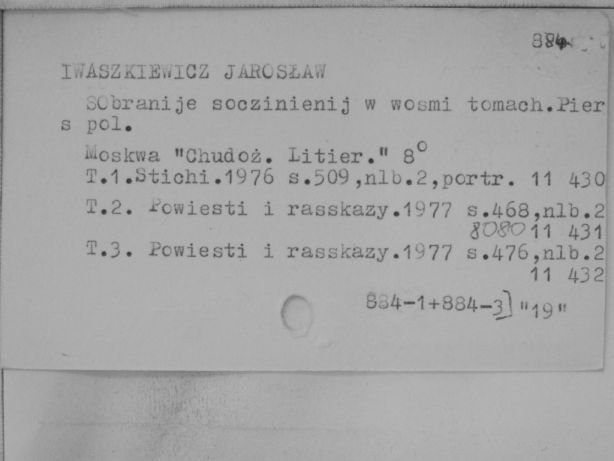 884
IWASZKIEWICZ JAROSŁAW
SObranije soczinienij w wosmi tomach.Pier
s pol.
Moskwa "Chudoż. Litier." 8⁰
T.1.Stichi.1976 s.509,nlb.2,portr. 11 430
T.2. Powiesti i rasskazy.1977 s.468,nlb.2
8080 11 431
T.3. Powiesti i rasskazy.1977 s.476,nlb.2
11 432
884-1+884-3] "19"